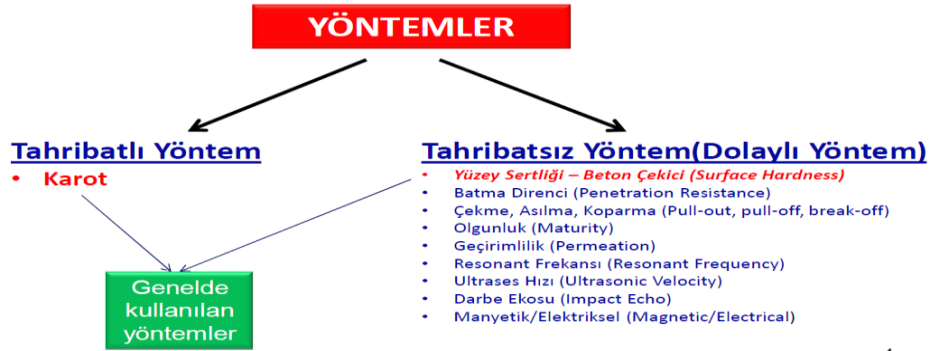 YÖNTEMLER
Tahribatlı Yöntem
• Karot
Tahribatsız Yöntem(Dolaylı Yöntem)
• Yüzey Sertliği – Beton Çekici (Surface Hardness)
• Batma Direnci (Penetration Resistance)
• Çekme, Asılma, Koparma (Pull-out, pull-off, break-off)
• Olgunluk (Maturity)
• Geçirimlilik (Permeation)
• Resonant Frekansı (Resonant Frequency)
• Ultrases Hızı (Ultrasonic Velocity)
• Darbe Ekosu (Impact Echo)
• Manyetik/Elektriksel (Magnetic/Electrical)
Genelde
kullanılan
yöntemler